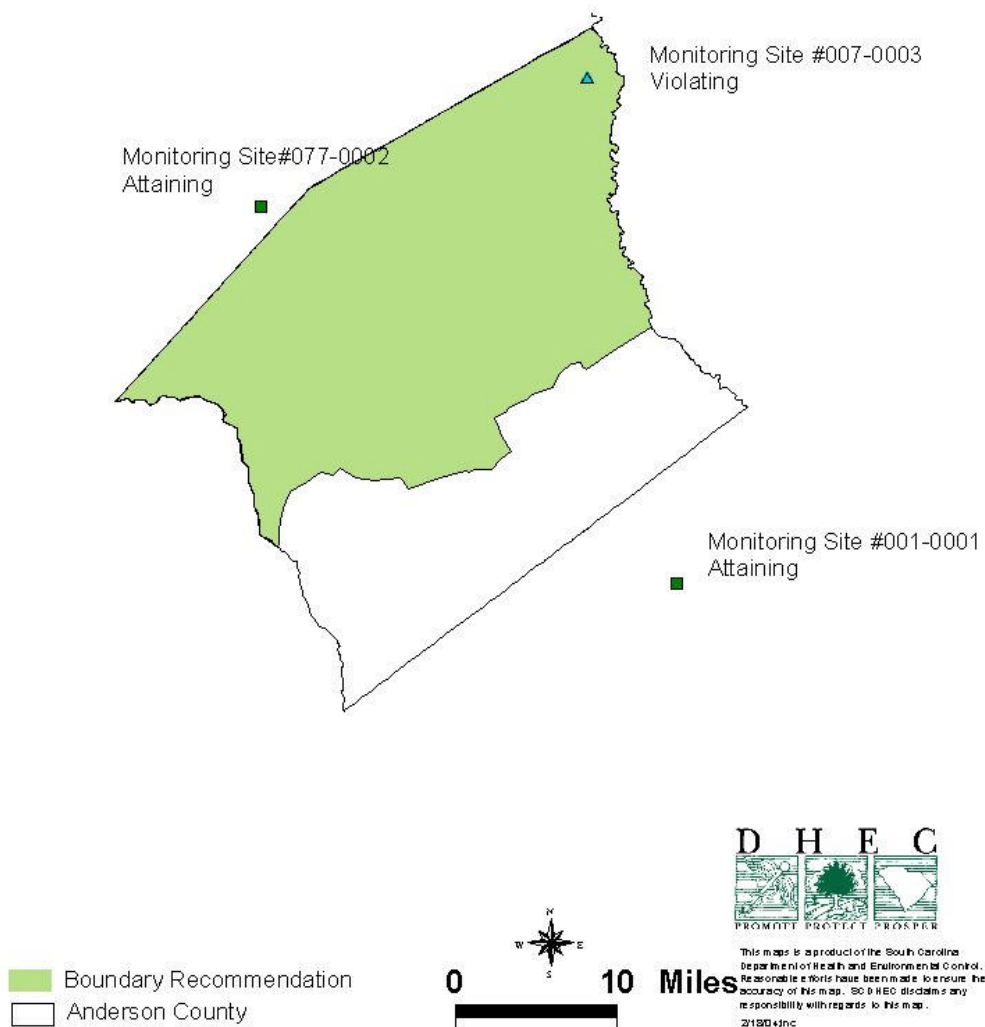 Monitoring Site #007-0003
Violating
Monitoring Site#077-0002
Attaining
Monitoring Site #001-0001
Attaining
D H E C
PROMOTE PROTECT PROSPER
N
W E
S
Boundary Recommendation
Anderson County
0 10 Miles
This maps is a product of the South Carolina
Department of Health and Environmental Control.
Reasonable efforts have been made to ensure the
accuracy of this map. SCDHEC disclaims any
responsibility with regards to this map.